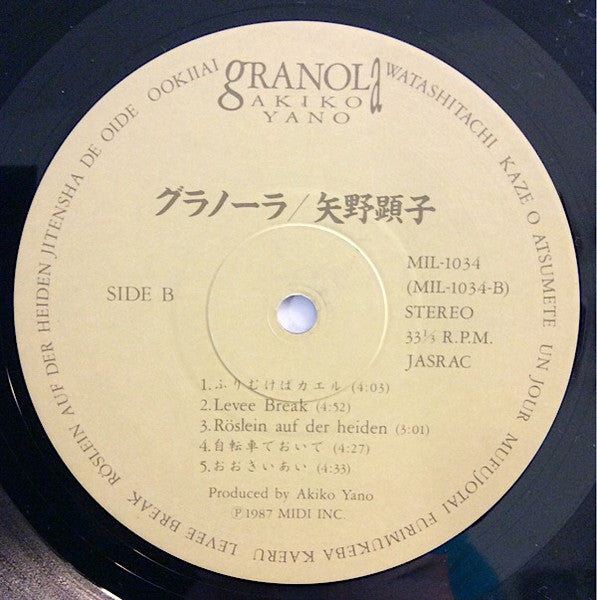 gRANOLa
AKIKO
YANO
WATASHITACHI KAZE O ATSUMETE UN JOUR MUFUJOTAI FURIMUKEBA KAERU LEVEE BREAK RÖSLEIN AUF DER HEIDEN JITENSHA DE OIDE OOKIIAI
グラノーラ/矢野顕子
SIDE B
MIL-1034
(MIL-1034-B)
STEREO
33⅓ R.P.M.
JASRAC
1.ふりむけばカエル (4:03)
2.Levee Break (4:52)
3.Röslein auf der heiden (3:01)
4.自転車でおいで (4:27)
5.おおきいあい (4:33)
Produced by Akiko Yano
Ⓟ1987 MIDI INC.